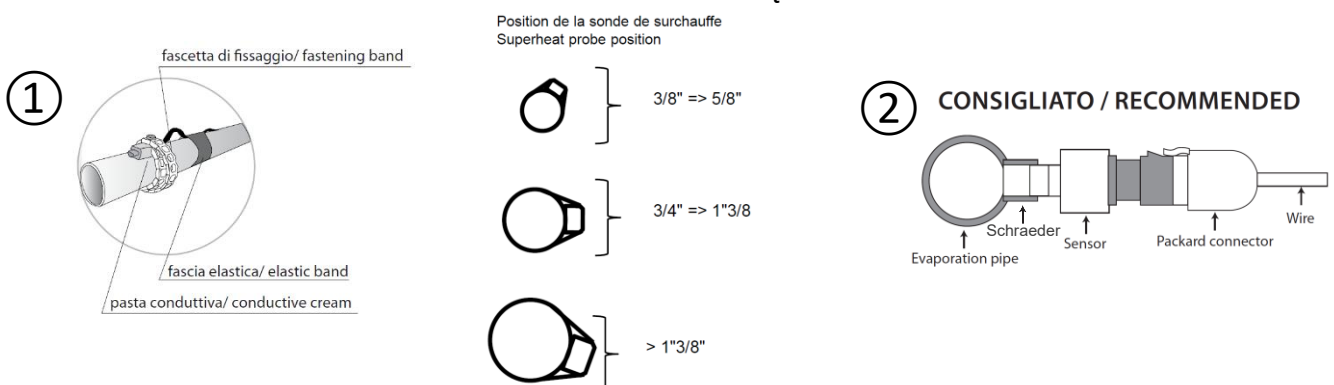 ①
fascetta di fissaggio/ fastening band
fascia elastica/ elastic band
pasta conduttiva/ conductive cream
Position de la sonde de surchauffe
Superheat probe position
3/8" => 5/8"
3/4" => 1"3/8
> 1"3/8"
②
CONSIGLIATO / RECOMMENDED
Schraeder
Sensor
Packard connector
Wire
Evaporation pipe